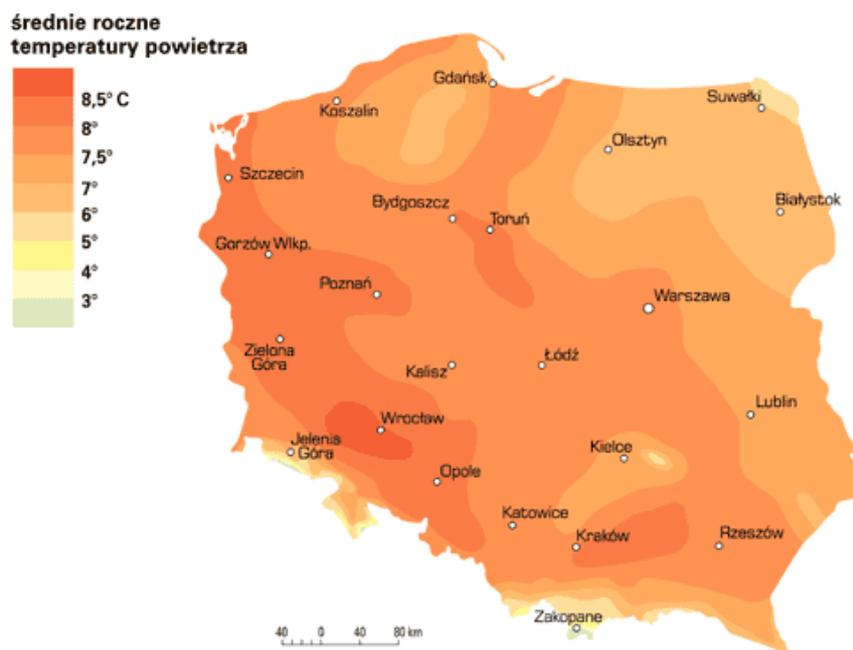 średnie roczne
temperatury powietrza
8,5° C
8°
7,5°
7°
6°
5°
4°
3°
Gdańsk
Koszalin
Suwałki
Olsztyn
Szczecin
Białystok
Bydgoszcz
Toruń
Gorzów Wlkp.
Poznań
Warszawa
Zielona
Góra
Łódź
Kalisz
Lublin
Wrocław
Jelenia
Góra
Kielce
Opole
Katowice
Kraków
Rzeszów
Zakopane
40 0 40 80 km